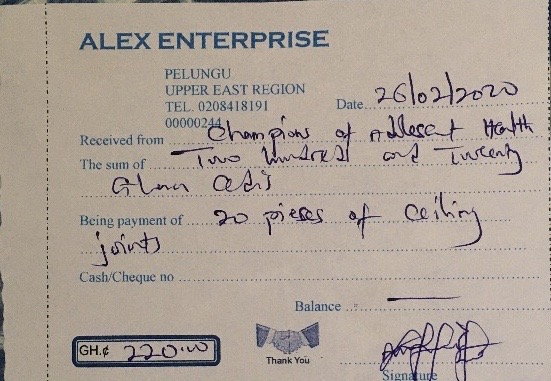 ALEX ENTERPRISE
PELUNGU
UPPER EAST REGION
TEL. 0208418191
Date 26/02/2020
00000244
Received from Champions of Adolesent Health
The sum of Two hundred and Twenty
Ghana Cedis
Being payment of 20 pieses of Ceiling
joints
Cash/Cheque no
Balance
GH.¢ 220.00
Thank You
Signature